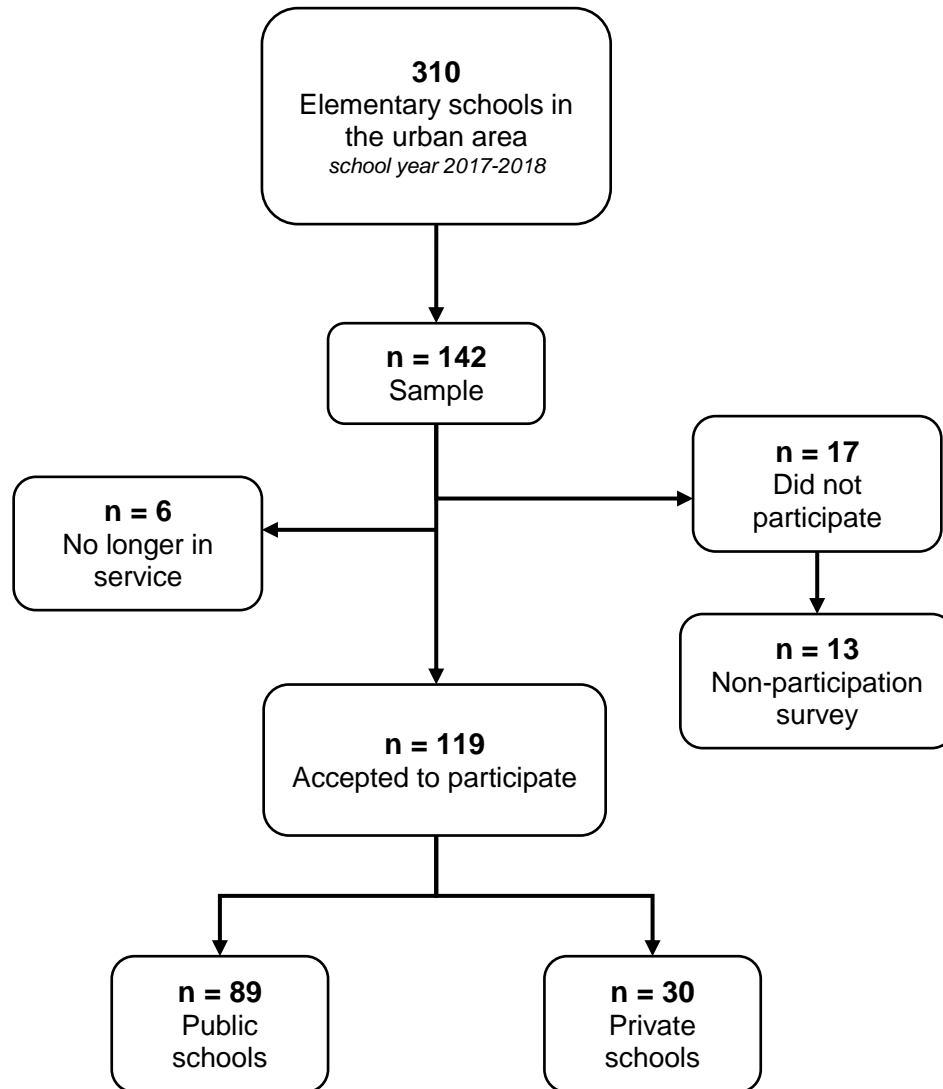 310
Elementary schools in
the urban area
school year 2017-2018
n = 142
Sample
n = 17
Did not
participate
n = 6
No longer in
service
n = 13
Non-participation
survey
n = 119
Accepted to participate
n = 89
Public
schools
n = 30
Private
schools